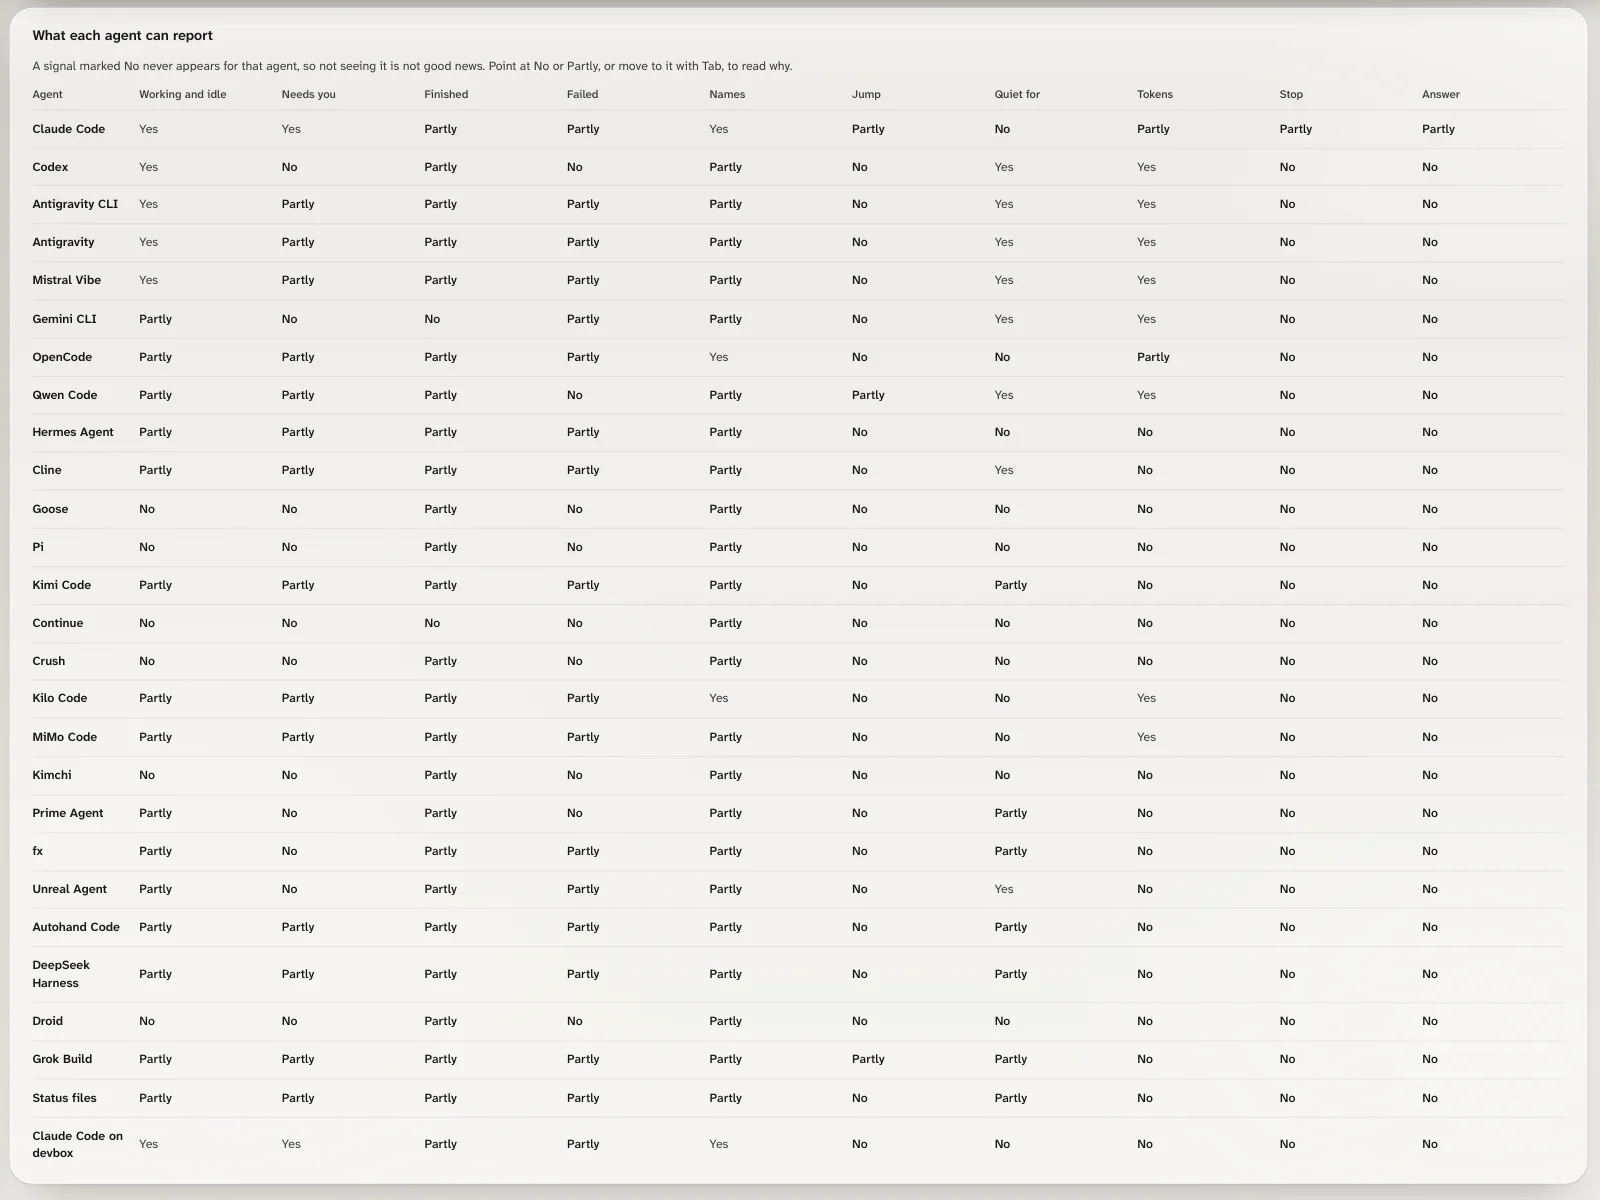 What each agent can report
A signal marked No never appears for that agent, so not seeing it is not good news. Point at No or Partly, or move to it with Tab, to read why.
Agent Working and idle Needs you Finished Failed Names Jump Quiet for Tokens Stop Answer
Claude Code Yes Yes Partly Partly Yes Partly No Partly Partly Partly
Codex Yes No Partly No Partly No Yes Yes No No
Antigravity CLI Yes Partly Partly Partly Partly No Yes Yes No No
Antigravity Yes Partly Partly Partly Partly No Yes Yes No No
Mistral Vibe Yes Partly Partly Partly Partly No Yes Yes No No
Gemini CLI Partly No No Partly Partly No Yes Yes No No
OpenCode Partly Partly Partly Partly Yes No No Partly No No
Qwen Code Partly Partly Partly No Partly Partly Yes Yes No No
Hermes Agent Partly Partly Partly Partly Partly No No No No No
Cline Partly Partly Partly Partly Partly No Yes No No No
Goose No No Partly No Partly No No No No No
Pi No No Partly No Partly No No No No No
Kimi Code Partly Partly Partly Partly Partly No Partly No No No
Continue No No No No Partly No No No No No
Crush No No Partly No Partly No No No No No
Kilo Code Partly Partly Partly Partly Yes No No Yes No No
MiMo Code Partly Partly Partly Partly Partly No No Yes No No
Kimchi No No Partly No Partly No No No No No
Prime Agent Partly No Partly No Partly No Partly No No No
fx Partly No Partly Partly Partly No Partly No No No
Unreal Agent Partly No Partly Partly Partly No Yes No No No
Autohand Code Partly Partly Partly Partly Partly No Partly No No No
DeepSeek
Harness Partly Partly Partly Partly Partly No Partly No No No
Droid No No Partly No Partly No No No No No
Grok Build Partly Partly Partly Partly Partly Partly Partly No No No
Status files Partly Partly Partly Partly Partly No Partly No No No
Claude Code on
devbox Yes Yes Partly Partly Yes No No No No No